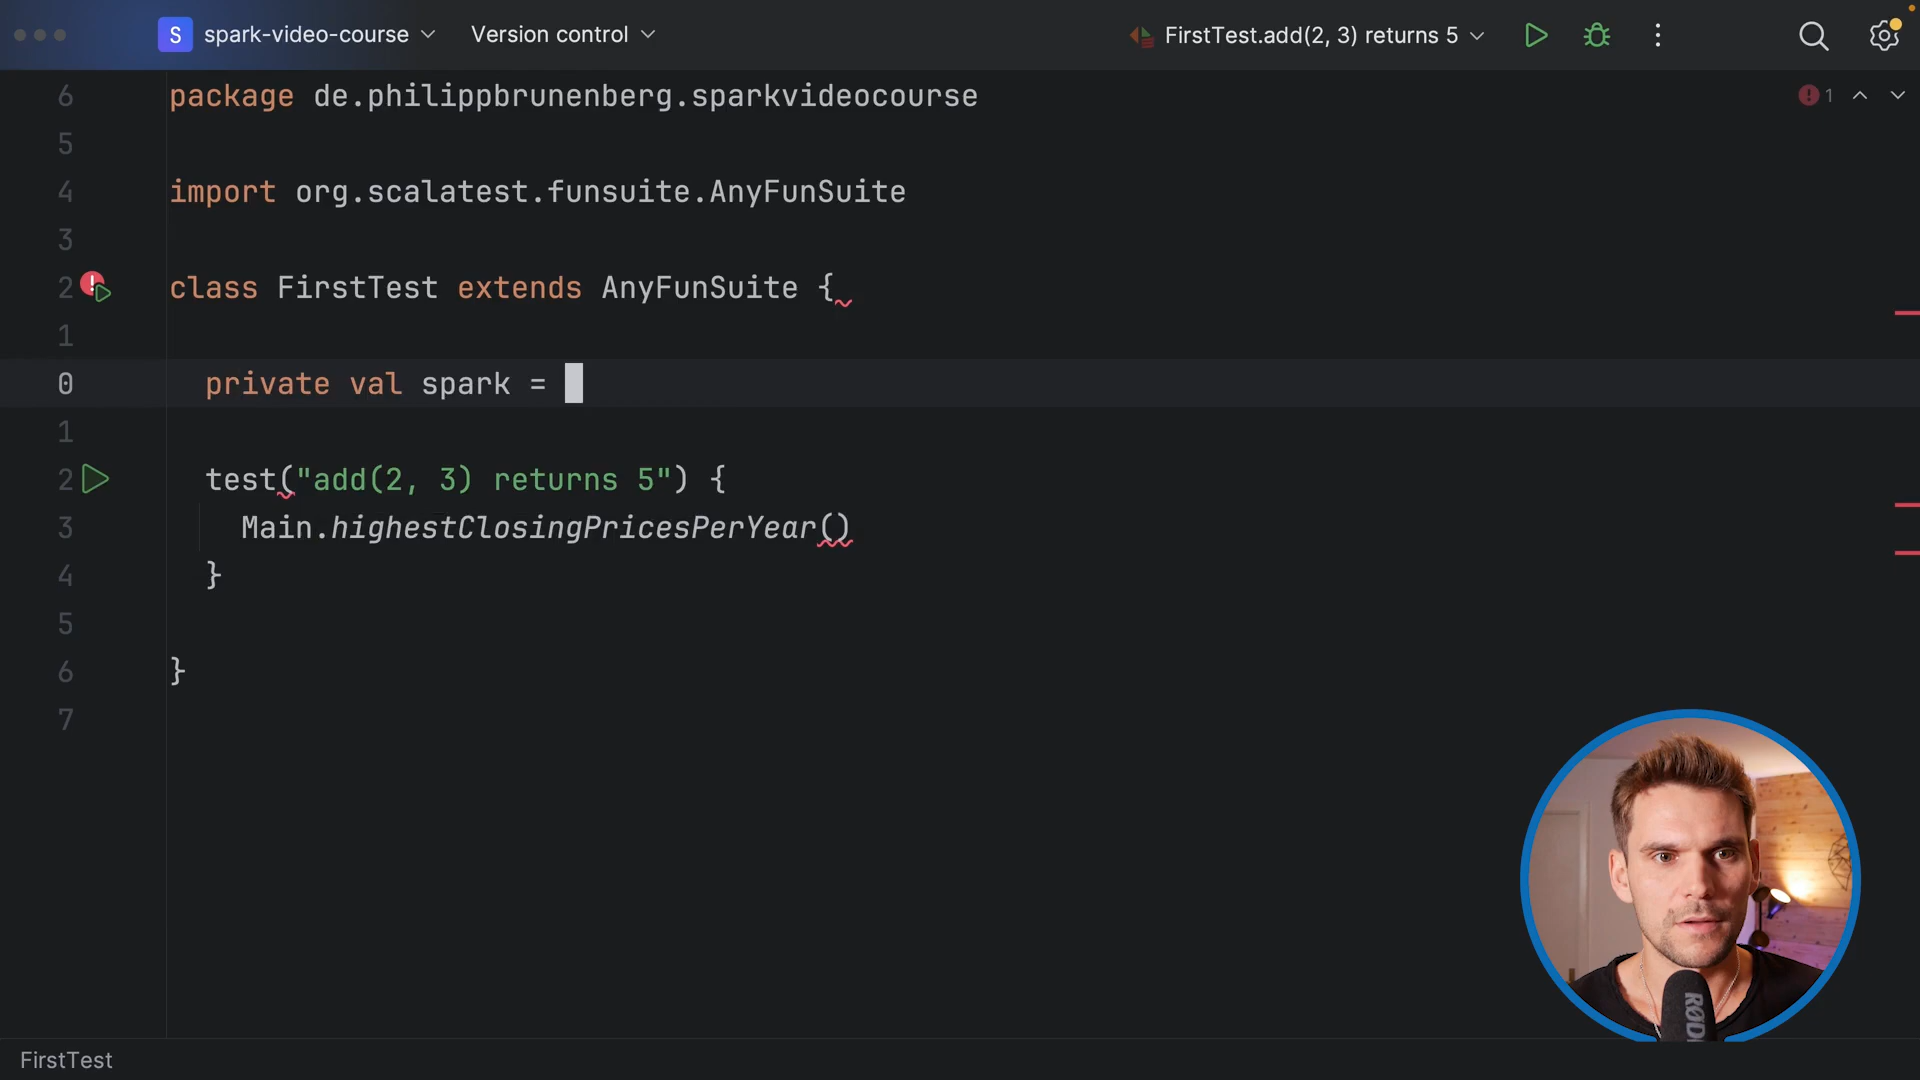 S spark-video-course Version control FirstTest.add(2, 3) returns 5
6 package de.philippbrunenberg.sparkvideocourse 1
5
4 import org.scalatest.funsuite.AnyFunSuite
3
2 class FirstTest extends AnyFunSuite {
1
0 private val spark =
1
2 test("add(2, 3) returns 5") {
3 Main.highestClosingPricesPerYear()
4 }
5
6 }
7
RØD
FirstTest